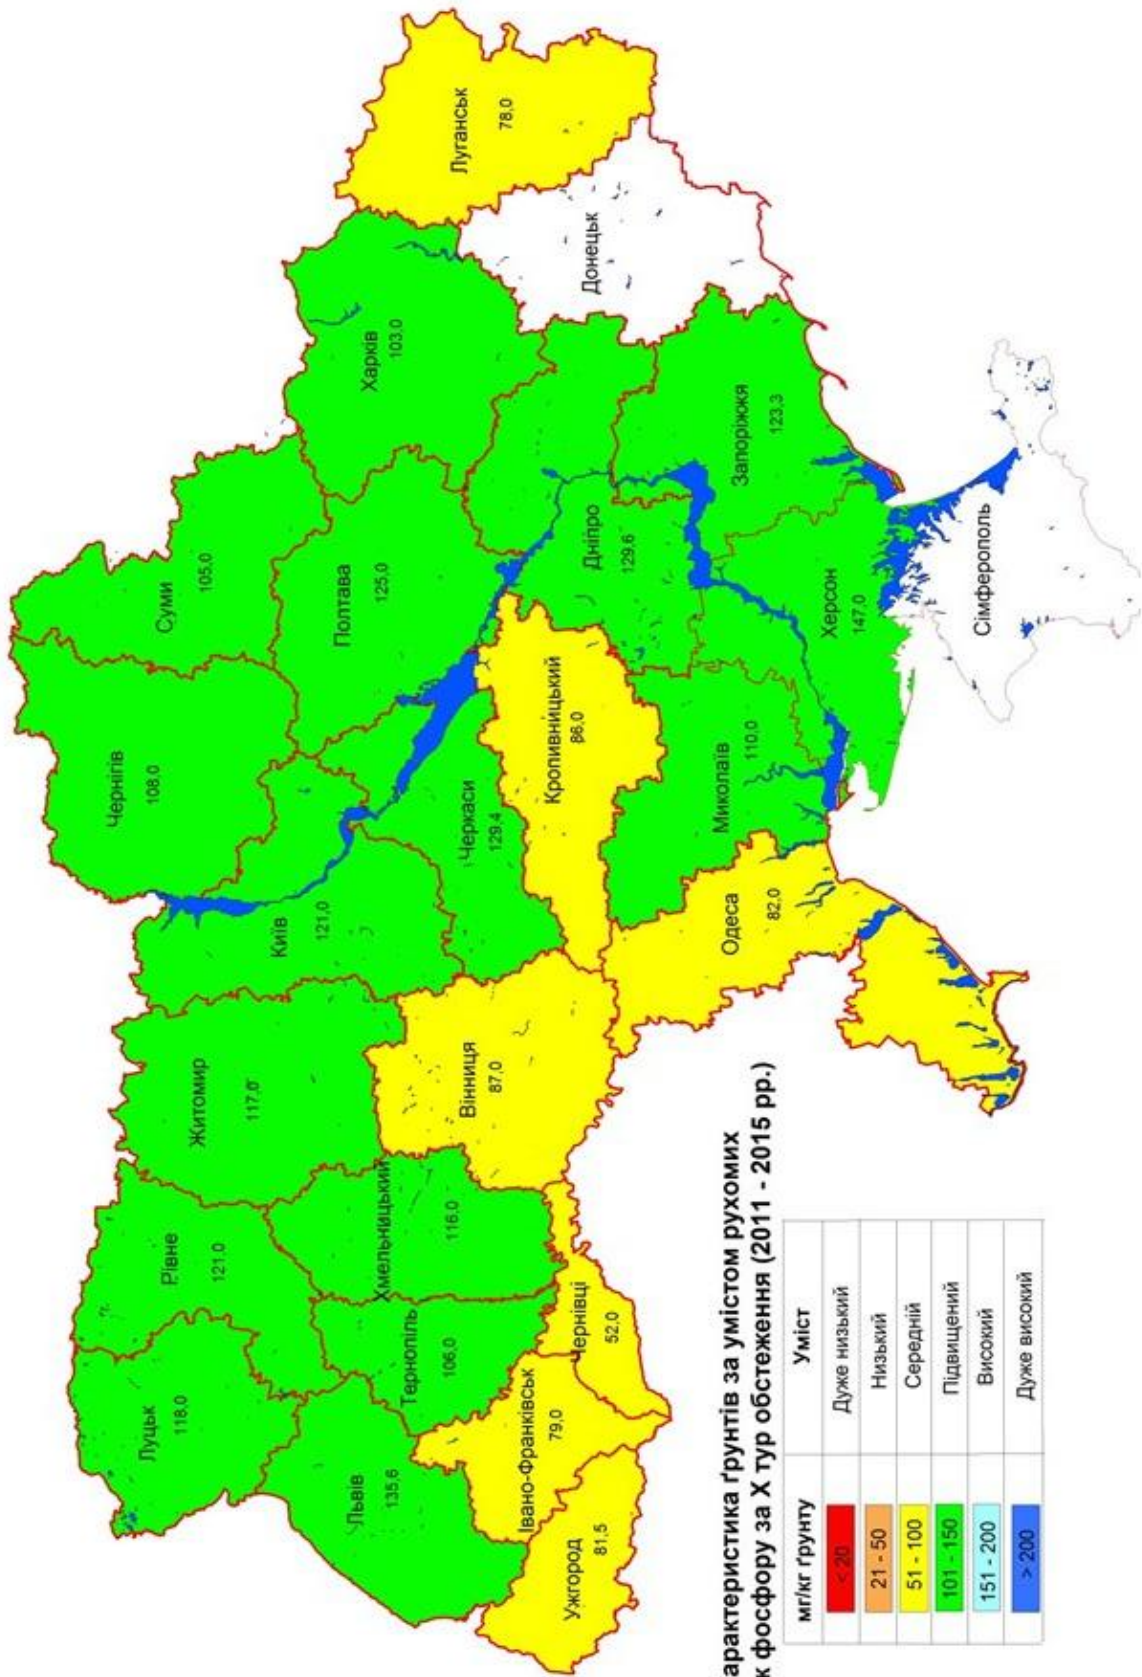 Луцьк
118,0
Рівне
121,0
Житомир
117,0
Київ
121,0
Чернігів
108,0
Суми
105,0
Львів
135,6
Тернопіль
106,0
Хмельницький
116,0
Вінниця
87,0
Черкаси
129,4
Полтава
125,0
Харків
103,0
Луганськ
78,0
Ужгород
81,5
Івано-Франківськ
79,0
Чернівці
52,0
Кропивницький
86,0
Дніпро
129,6
Донецьк
Одеса
82,0
Миколаїв
110,0
Херсон
147,0
Запоріжжя
123,3
Сімферополь
арактеристика ґрунтів за умістом рухомих
к фосфору за Х тур обстеження (2011 - 2015 рр.)
мг/кг ґрунту Уміст
< 20 Дуже низький
21 - 50 Низький
51 - 100 Середній
101 - 150 Підвищений
151 - 200 Високий
> 200 Дуже високий